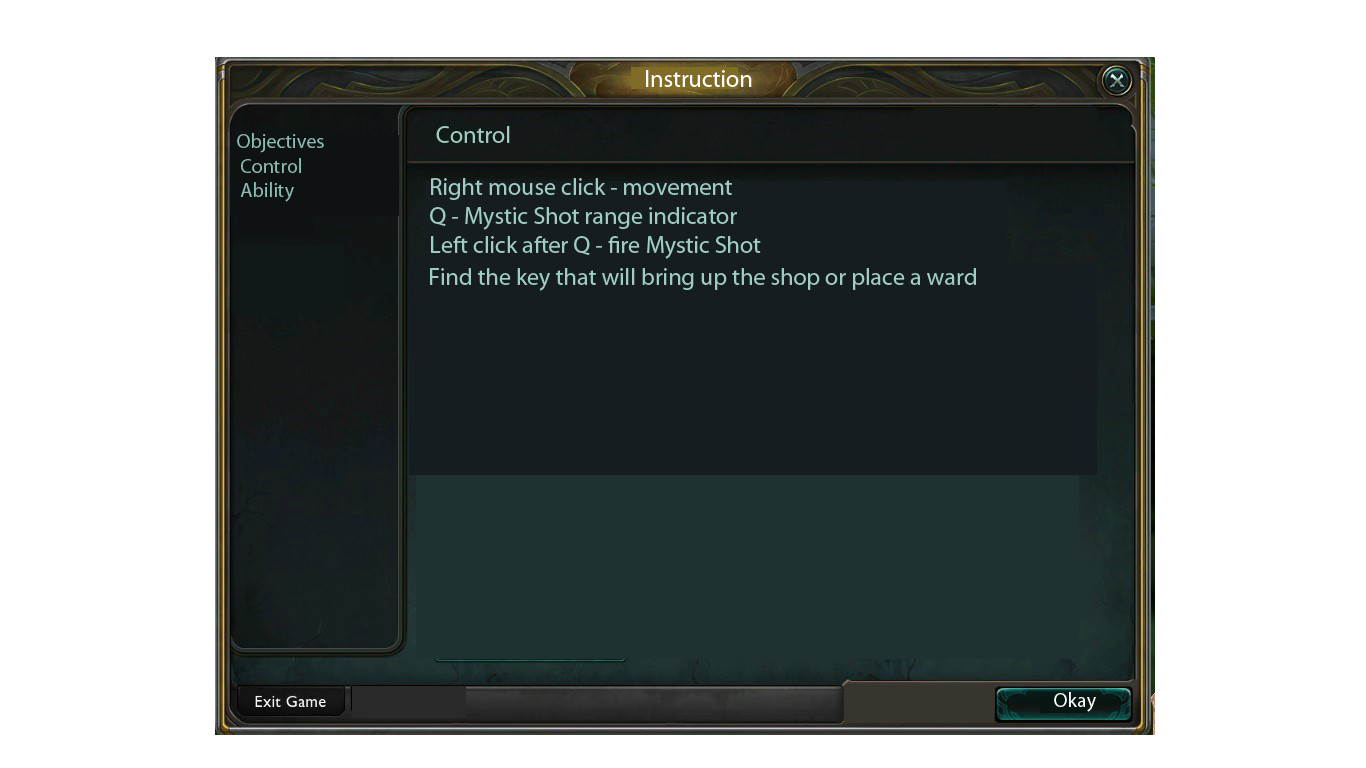 Instruction
Objectives
Control
Ability
Control
Right mouse click - movement
Q - Mystic Shot range indicator
Left click after Q - fire Mystic Shot
Find the key that will bring up the shop or place a ward
Exit Game
Okay